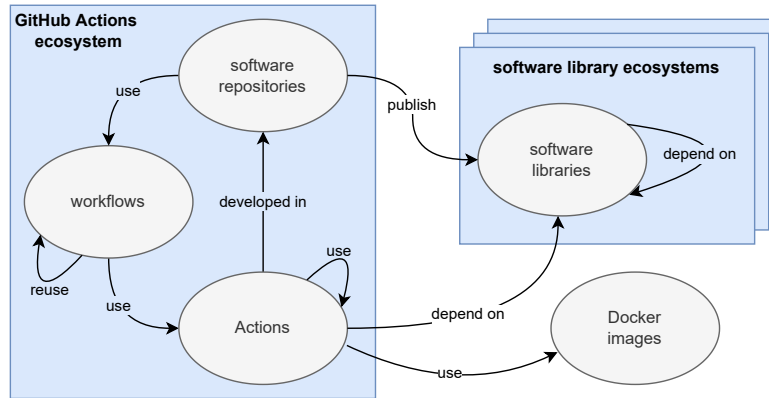 GitHub Actions
ecosystem
software
repositories
software library ecosystems
use
publish
software
libraries
depend on
workflows
developed in
use
reuse
use
Actions
depend on
Docker
images
use